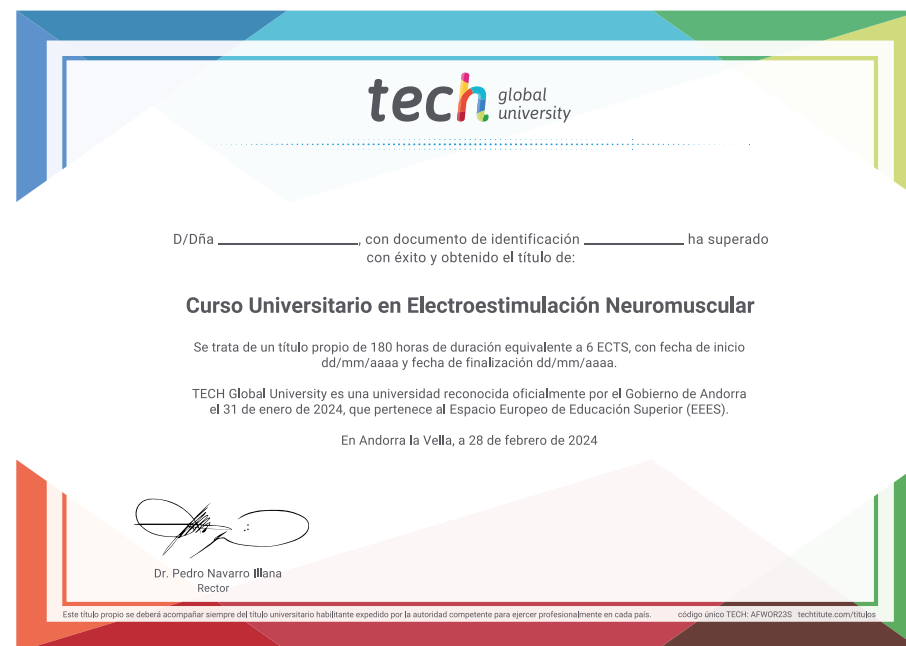 tech global university
D/Dña ________________, con documento de identificación ____________ ha superado
con éxito y obtenido el título de:
Curso Universitario en Electroestimulación Neuromuscular
Se trata de un título propio de 180 horas de duración equivalente a 6 ECTS, con fecha de inicio
dd/mm/aaaa y fecha de finalización dd/mm/aaaa.
TECH Global University es una universidad reconocida oficialmente por el Gobierno de Andorra
el 31 de enero de 2024, que pertenece al Espacio Europeo de Educación Superior (EEES).
En Andorra la Vella, a 28 de febrero de 2024
Dr. Pedro Navarro Illana
Rector
Este título propio se deberá acompañar siempre del título universitario habilitante expedido por la autoridad competente para ejercer profesionalmente en cada país. código único TECH: AFWOR23S techtitute.com/titulos